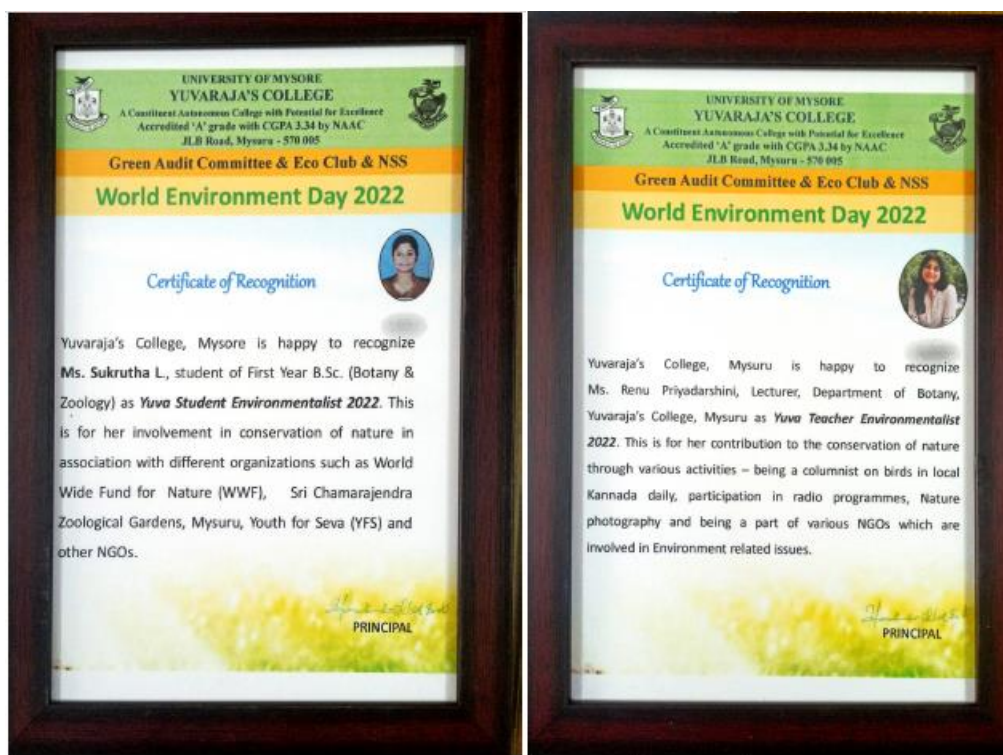 UNIVERSITY OF MYSORE
YUVARAJA'S COLLEGE
A Constituent Autonomous College with Potential for Excellence
Accredited 'A' grade with CGPA 3.34 by NAAC
JLB Road, Mysuru - 570 005
Green Audit Committee & Eco Club & NSS
World Environment Day 2022
Certificate of Recognition
Yuvaraja's College, Mysore is happy to recognize
Ms. Sukrutha L., student of First Year B.Sc. (Botany &
Zoology) as Yuva Student Environmentalist 2022. This
is for her involvement in conservation of nature in
association with different organizations such as World
Wide Fund for Nature (WWF), Sri Chamarajendra
Zoological Gardens, Mysuru, Youth for Seva (YFS) and
other NGOs.
PRINCIPAL
UNIVERSITY OF MYSORE
YUVARAJA'S COLLEGE
A Constituent Autonomous College with Potential for Excellence
Accredited 'A' grade with CGPA 3.34 by NAAC
JLB Road, Mysuru - 570 005
Green Audit Committee & Eco Club & NSS
World Environment Day 2022
Certificate of Recognition
Yuvaraja's College, Mysuru is happy to recognize
Ms. Renu Priyadarshini, Lecturer, Department of Botany,
Yuvaraja's College, Mysuru as Yuva Teacher Environmentalist
2022. This is for her contribution to the conservation of nature
through various activities – being a columnist on birds in local
Kannada daily, participation in radio programmes, Nature
photography and being a part of various NGOs which are
involved in Environment related issues.
PRINCIPAL